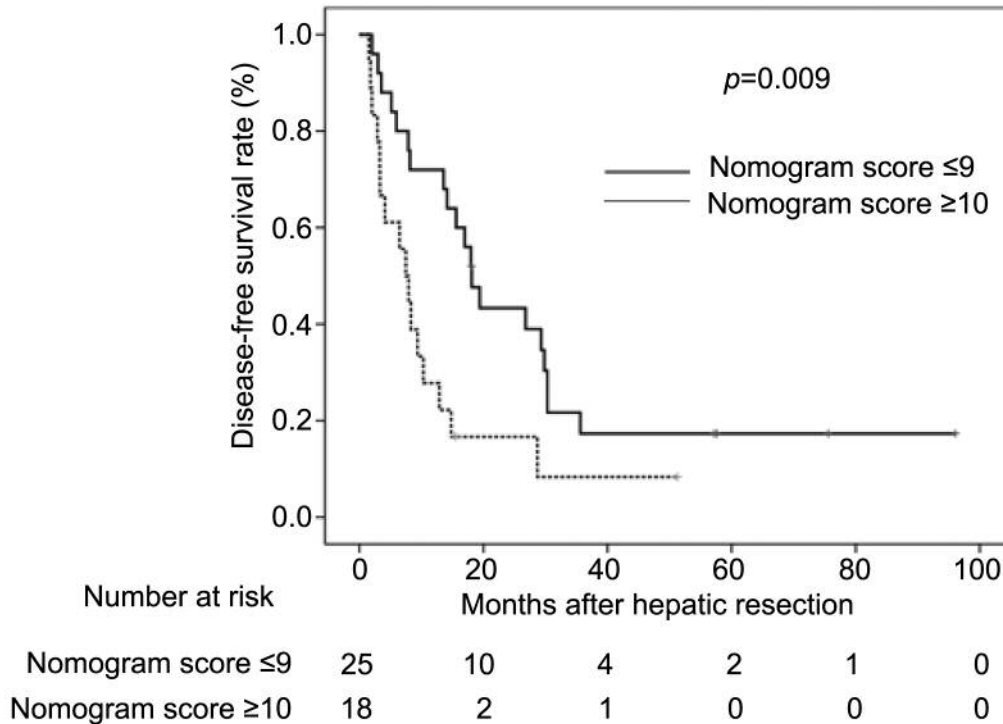 Disease-free survival rate (%)
1.0
0.8
0.6
0.4
0.2
0.0
p=0.009
Nomogram score ≤9
Nomogram score ≥10
0 20 40 60 80 100
Months after hepatic resection
Number at risk
Nomogram score ≤9 25 10 4 2 1 0
Nomogram score ≥10 18 2 1 0 0 0